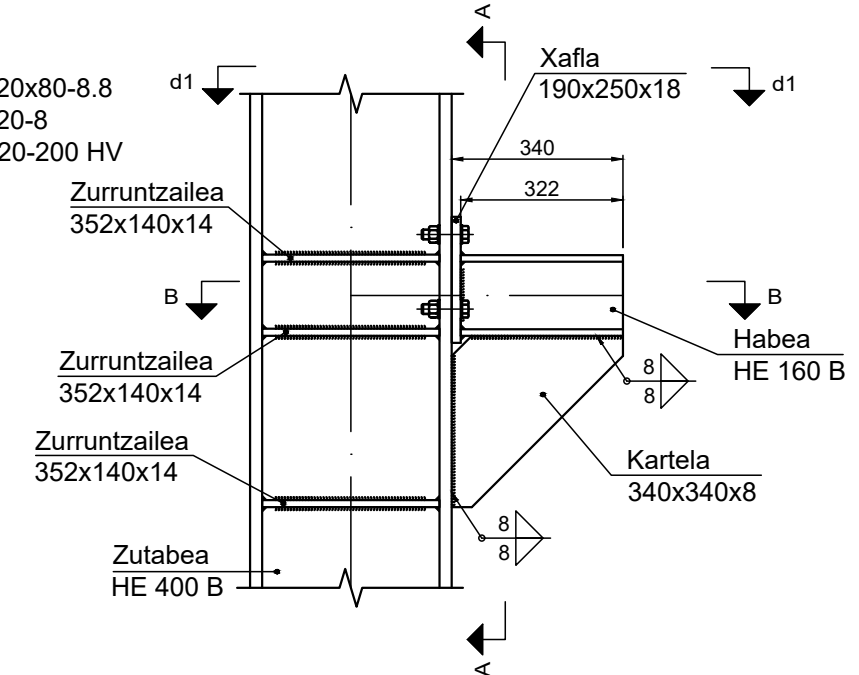 A
Xafla
190x250x18
d1
d1
20x80-8.8
20-8
20-200 HV
340
322
Zurruntzailea
352x140x14
B
B
Habea
HE 160 B
Zurruntzailea
352x140x14
8
8
Zurruntzailea
352x140x14
Kartela
340x340x8
8
8
Zutabea
HE 400 B
A